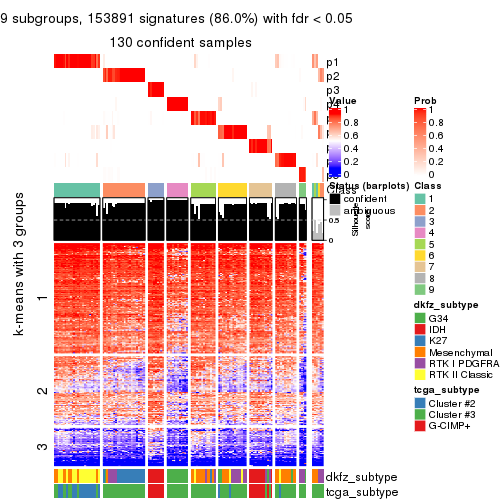 9 subgroups, 153891 signatures (86.0%) with fdr < 0.05
130 confident samples
p1
p2
p3
k-means with 3 groups
1
2
3
Value
1
0.8
0.6
0.4
0.2
0
Prob
1
0.8
0.6
0.4
0.2
0
Status (barplots)
confident
ambiguous
Class
0.5
0
Silhouette
score
Class
1
2
3
4
5
6
7
8
9
dkfz_subtype
G34
IDH
K27
Mesenchymal
RTK I PDGFRA
RTK II Classic
tcga_subtype
Cluster #2
Cluster #3
G-CIMP+
dkfz_subtype
tcga_subtype